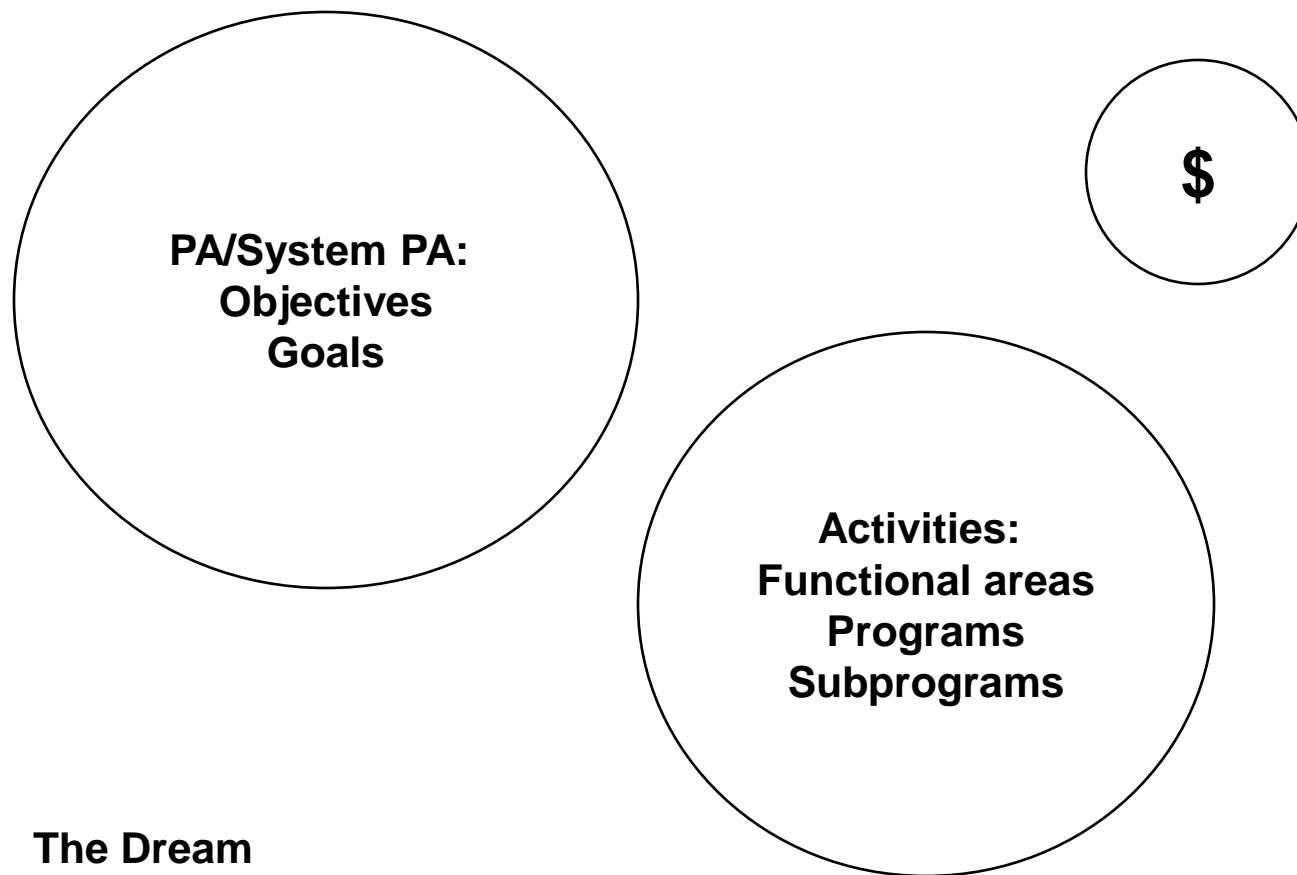 PA/System PA:
Objectives
Goals
$
Activities:
Functional areas
Programs
Subprograms
The Dream